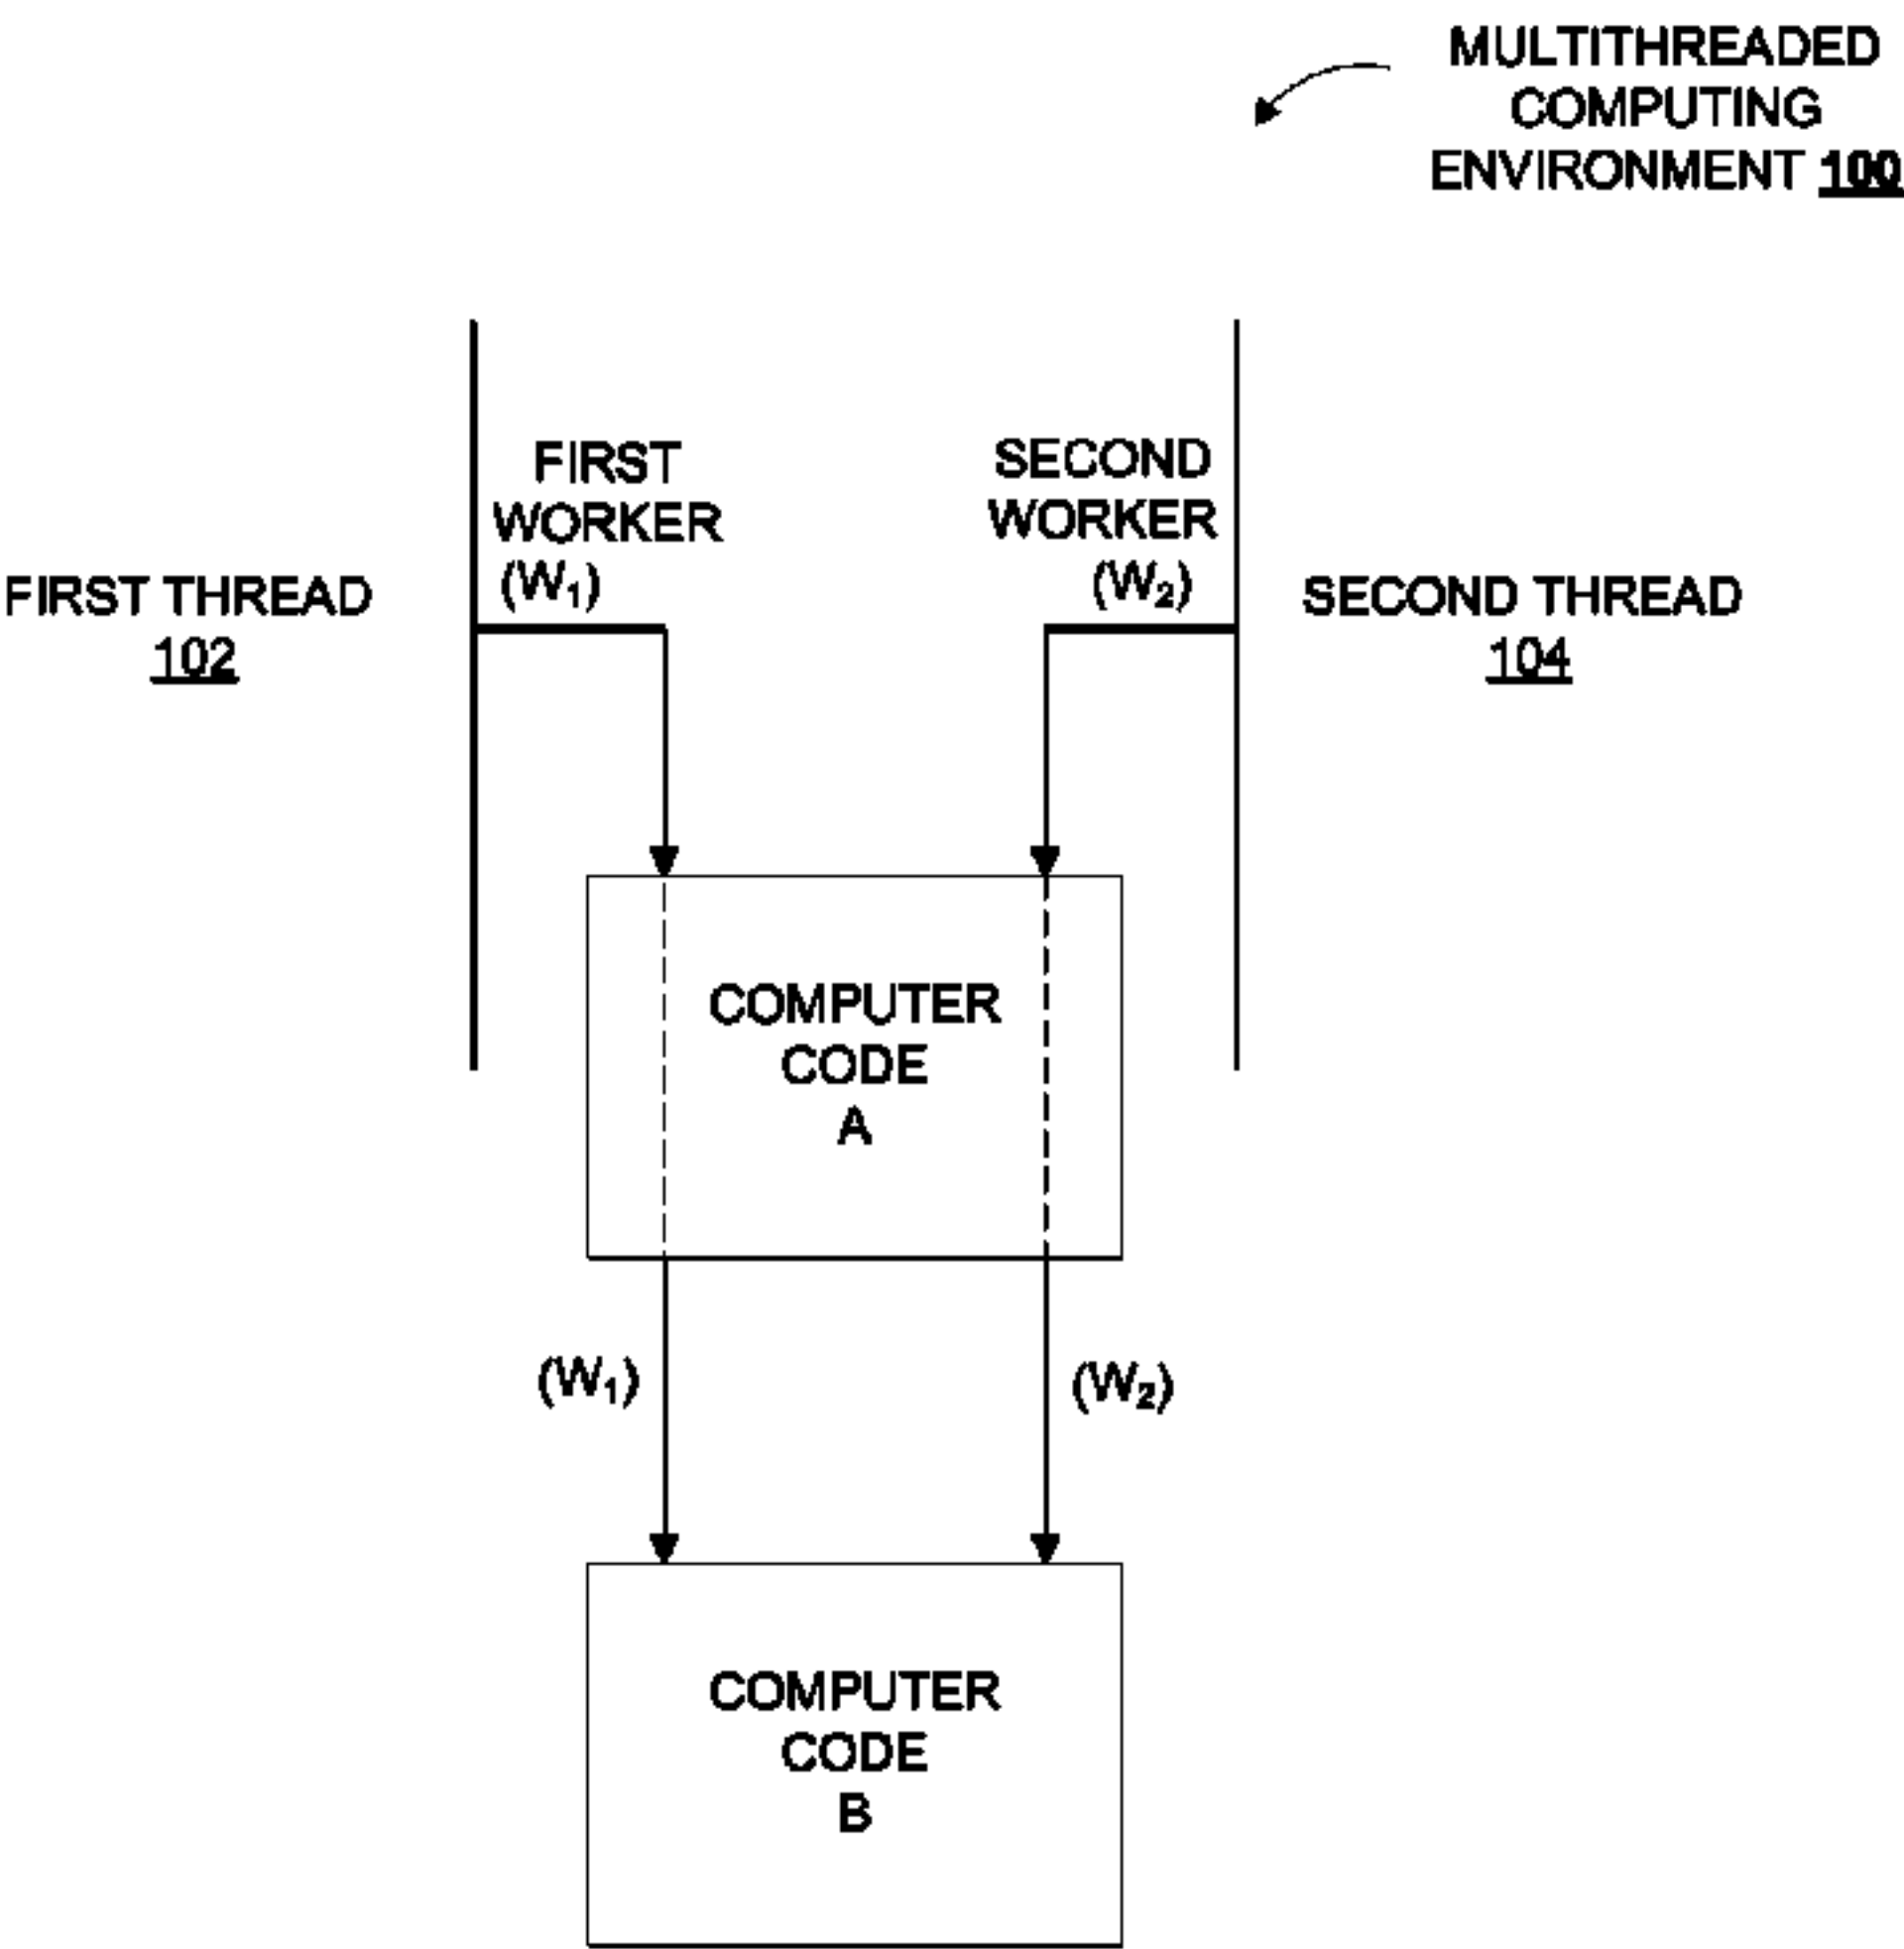 MULTITHREADED
COMPUTING
ENVIRONMENT 100
FIRST
WORKER
(W₁)
SECOND
WORKER
(W₂)
FIRST THREAD
102
SECOND THREAD
104
COMPUTER
CODE
A
(W₁)
(W₂)
COMPUTER
CODE
B